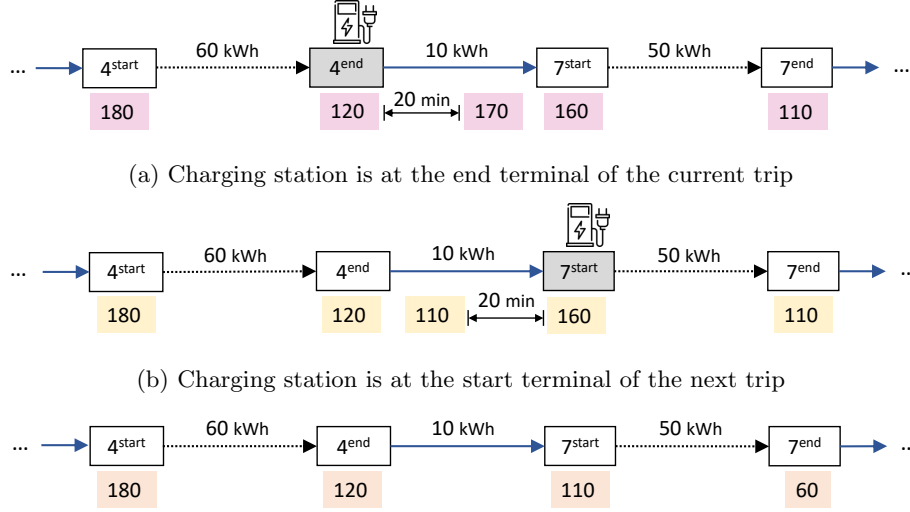 60 kWh 10 kWh 50 kWh
... 4start 4end 7start 7end ...
20 min
180 120 170 160 110
(a) Charging station is at the end terminal of the current trip
60 kWh 10 kWh 50 kWh
... 4start 4end 7start 7end ...
20 min
180 120 110 160 110
(b) Charging station is at the start terminal of the next trip
60 kWh 10 kWh 50 kWh
... 4start 4end 7start 7end ...
180 120 110 60